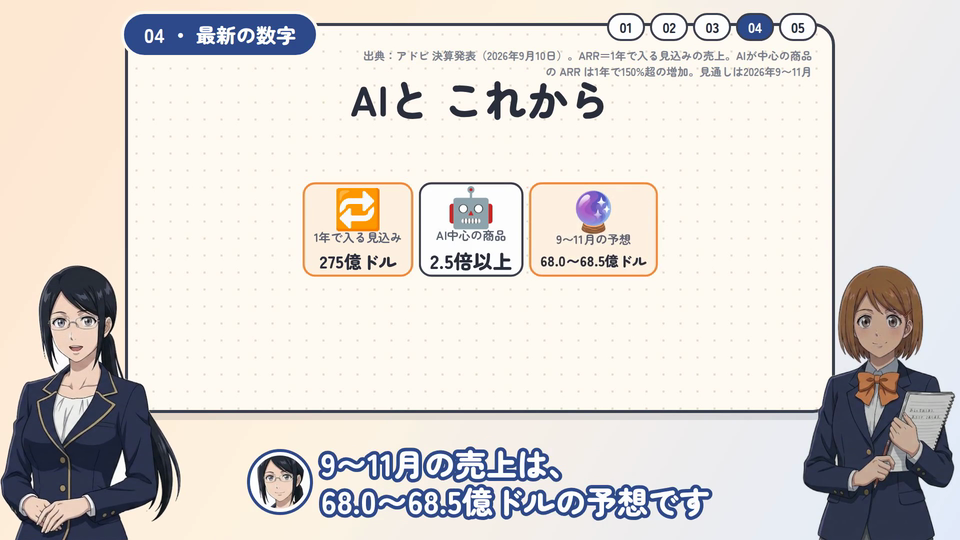 04 ・ 最新の数字
01 02 03 04 05
出典：アドビ 決算発表（2026年9月10日）。ARR＝1年で入る見込みの売上。AIが中心の商品
の ARR は1年で150%超の増加。見通しは2026年9〜11月
AIと これから
1年で入る見込み
275億ドル
AI中心の商品
2.5倍以上
9〜11月の予想
68.0〜68.5億ドル
9〜11月の売上は、
68.0〜68.5億ドルの予想です